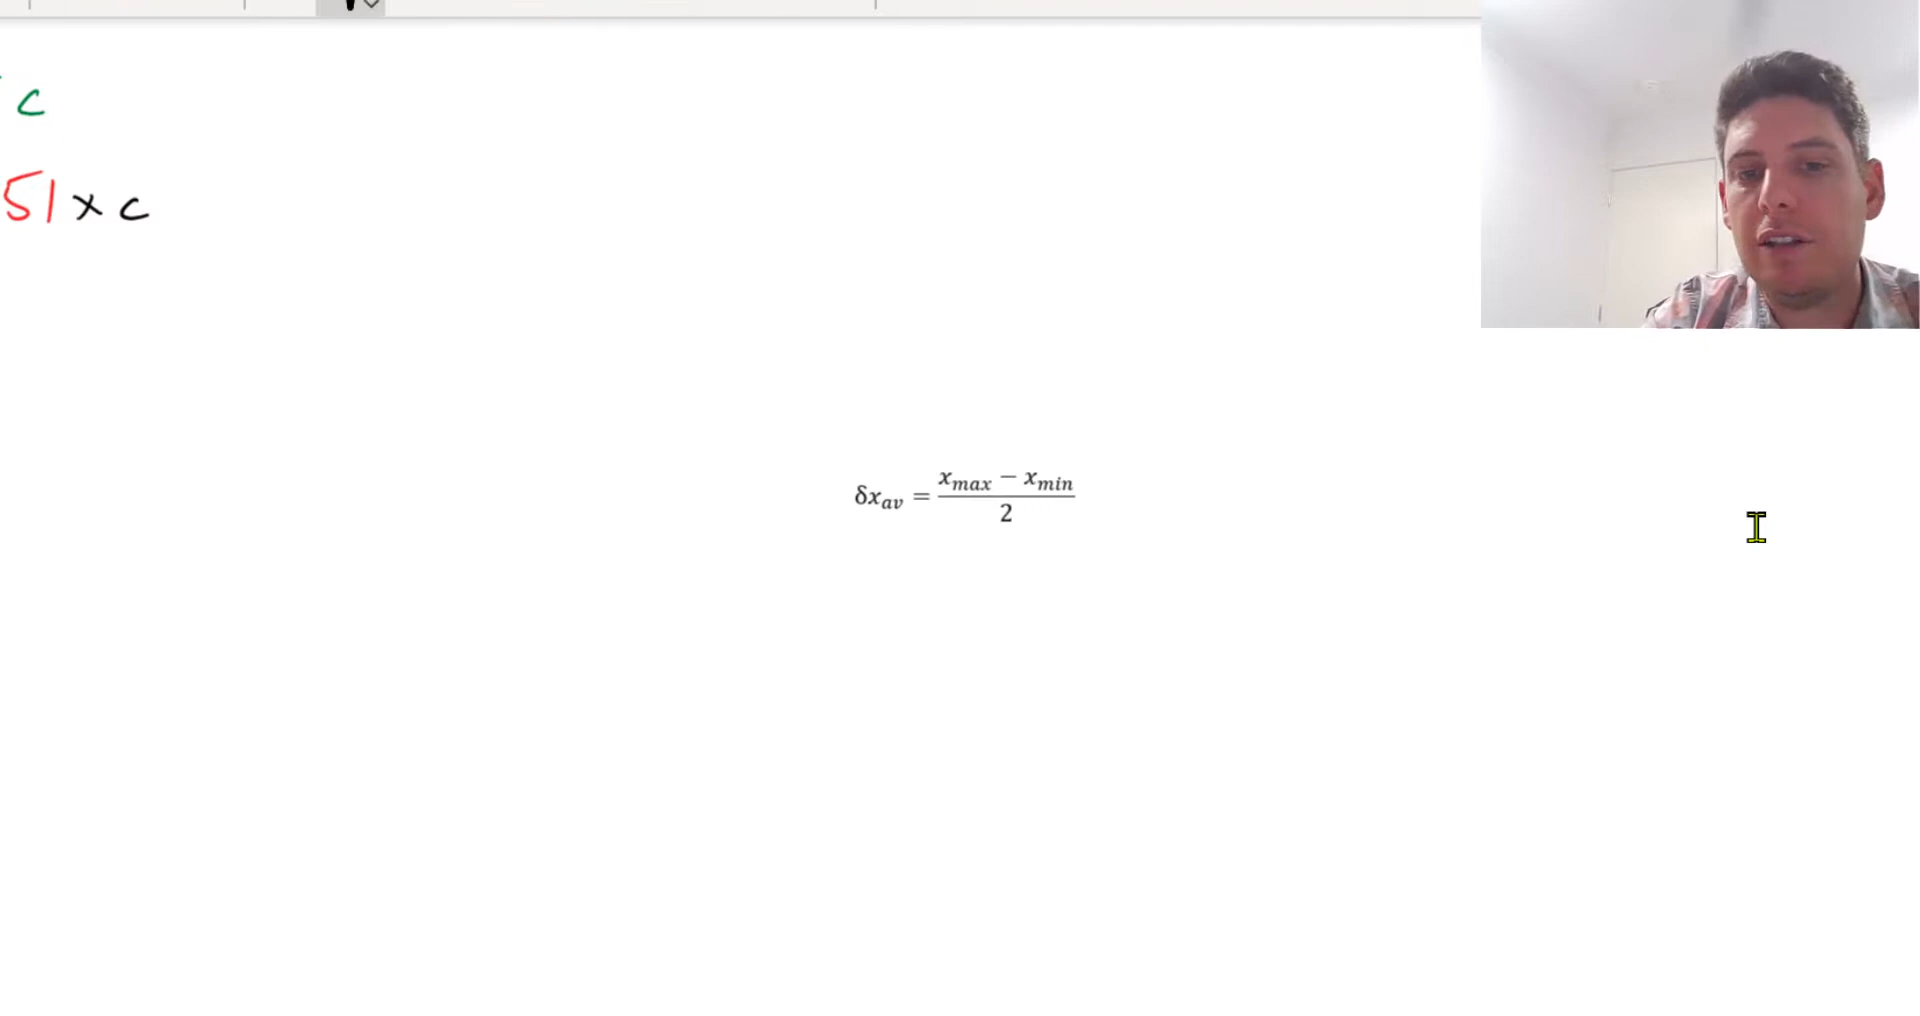 c
51 x c
δx_av = (x_max − x_min) / 2